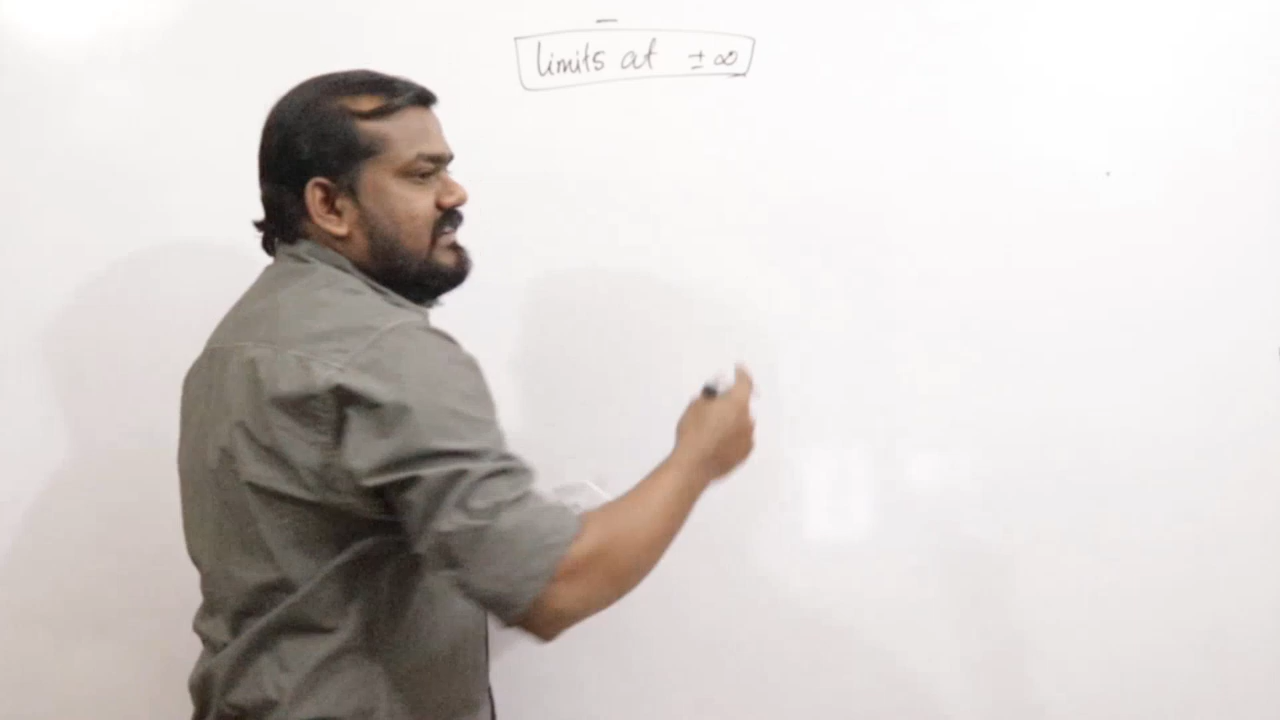 Limits at ± ∞